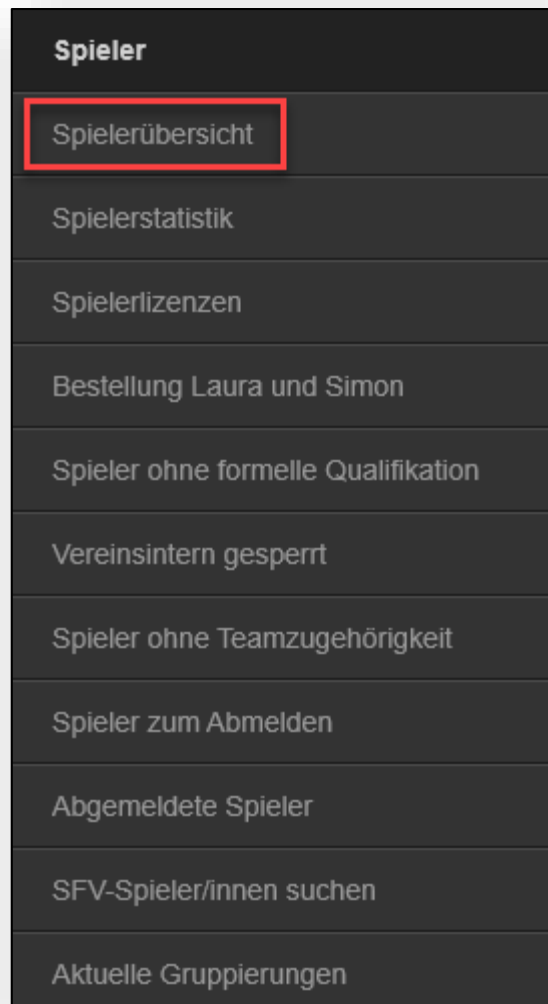 Spieler
Spielerübersicht
Spielerstatistik
Spielerlizenzen
Bestellung Laura und Simon
Spieler ohne formelle Qualifikation
Vereinsintern gesperrt
Spieler ohne Teamzugehörigkeit
Spieler zum Abmelden
Abgemeldete Spieler
SFV-Spieler/innen suchen
Aktuelle Gruppierungen